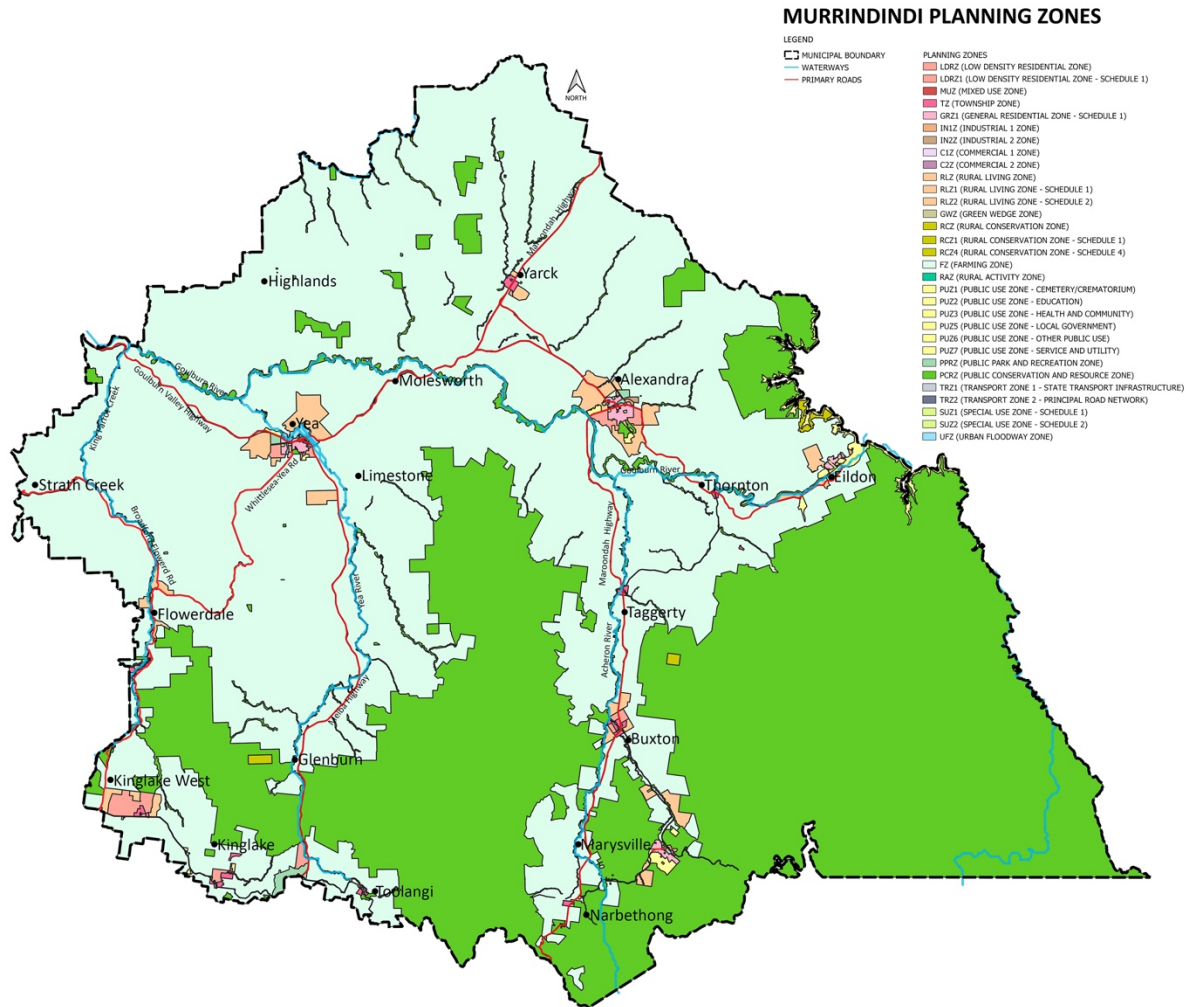 MURRINDINDI PLANNING ZONES
LEGEND
MUNICIPAL BOUNDARY
WATERWAYS
PRIMARY ROADS
PLANNING ZONES
LDRZ (LOW DENSITY RESIDENTIAL ZONE)
LDRZ1 (LOW DENSITY RESIDENTIAL ZONE - SCHEDULE 1)
MUZ (MIXED USE ZONE)
TZ (TOWNSHIP ZONE)
GRZ1 (GENERAL RESIDENTIAL ZONE - SCHEDULE 1)
IN1Z (INDUSTRIAL 1 ZONE)
IN2Z (INDUSTRIAL 2 ZONE)
C1Z (COMMERCIAL 1 ZONE)
C2Z (COMMERCIAL 2 ZONE)
RLZ (RURAL LIVING ZONE)
RLZ1 (RURAL LIVING ZONE - SCHEDULE 1)
RLZ2 (RURAL LIVING ZONE - SCHEDULE 2)
GWZ (GREEN WEDGE ZONE)
RCZ (RURAL CONSERVATION ZONE)
RCZ1 (RURAL CONSERVATION ZONE - SCHEDULE 1)
RCZ4 (RURAL CONSERVATION ZONE - SCHEDULE 4)
FZ (FARMING ZONE)
RAZ (RURAL ACTIVITY ZONE)
PUZ1 (PUBLIC USE ZONE - CEMETERY/CREMATORIUM)
PUZ2 (PUBLIC USE ZONE - EDUCATION)
PUZ3 (PUBLIC USE ZONE - HEALTH AND COMMUNITY)
PUZ5 (PUBLIC USE ZONE - LOCAL GOVERNMENT)
PUZ6 (PUBLIC USE ZONE - OTHER PUBLIC USE)
PUZ7 (PUBLIC USE ZONE - SERVICE AND UTILITY)
PPRZ (PUBLIC PARK AND RECREATION ZONE)
PCRZ (PUBLIC CONSERVATION AND RESOURCE ZONE)
TRZ1 (TRANSPORT ZONE 1 - STATE TRANSPORT INFRASTRUCTURE)
TRZ2 (TRANSPORT ZONE 2 - PRINCIPAL ROAD NETWORK)
SUZ1 (SPECIAL USE ZONE - SCHEDULE 1)
SUZ2 (SPECIAL USE ZONE - SCHEDULE 2)
UFZ (URBAN FLOODWAY ZONE)
NORTH
Maroondah Highway
Yarck
Highlands
Goulburn River
Molesworth
Alexandra
Goulburn Valley Highway
King Parrot Creek
Yea
Whittlesea-Yea Rd
Limestone
Goulburn River
Eildon
Strath Creek
Thornton
Maroondah Highway
Yea River
Flowerdale
Taggerty
Acheron River
Melba Highway
Buxton
Glenburn
Kinglake West
Kinglake
Marysville
Toolangi
Narbethong